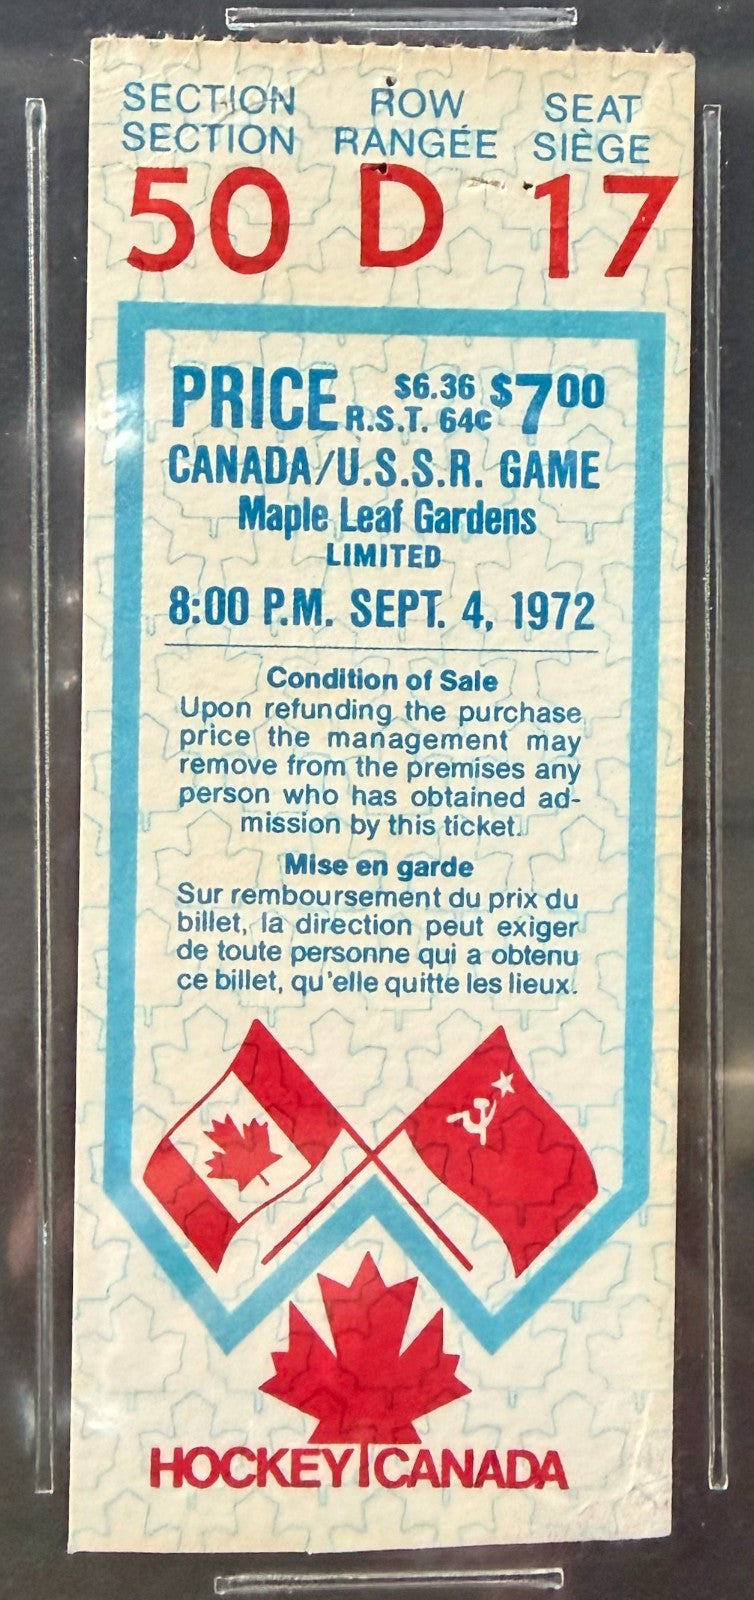 SECTION ROW SEAT
SECTION RANGÉE SIÈGE
50 D 17
PRICE $6.36 R.S.T. 64c $7.00
CANADA/U.S.S.R. GAME
Maple Leaf Gardens
LIMITED
8:00 P.M. SEPT. 4, 1972
Condition of Sale
Upon refunding the purchase
price the management may
remove from the premises any
person who has obtained ad-
mission by this ticket.
Mise en garde
Sur remboursement du prix du
billet, la direction peut exiger
de toute personne qui a obtenu
ce billet, qu'elle quitte les lieux.
HOCKEY CANADA